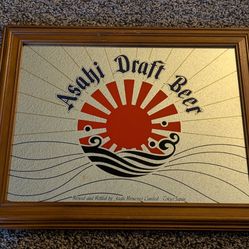 Asahi Draft Beer
Brewed and Bottled by Asahi Breweries Limited Tokyo Japan